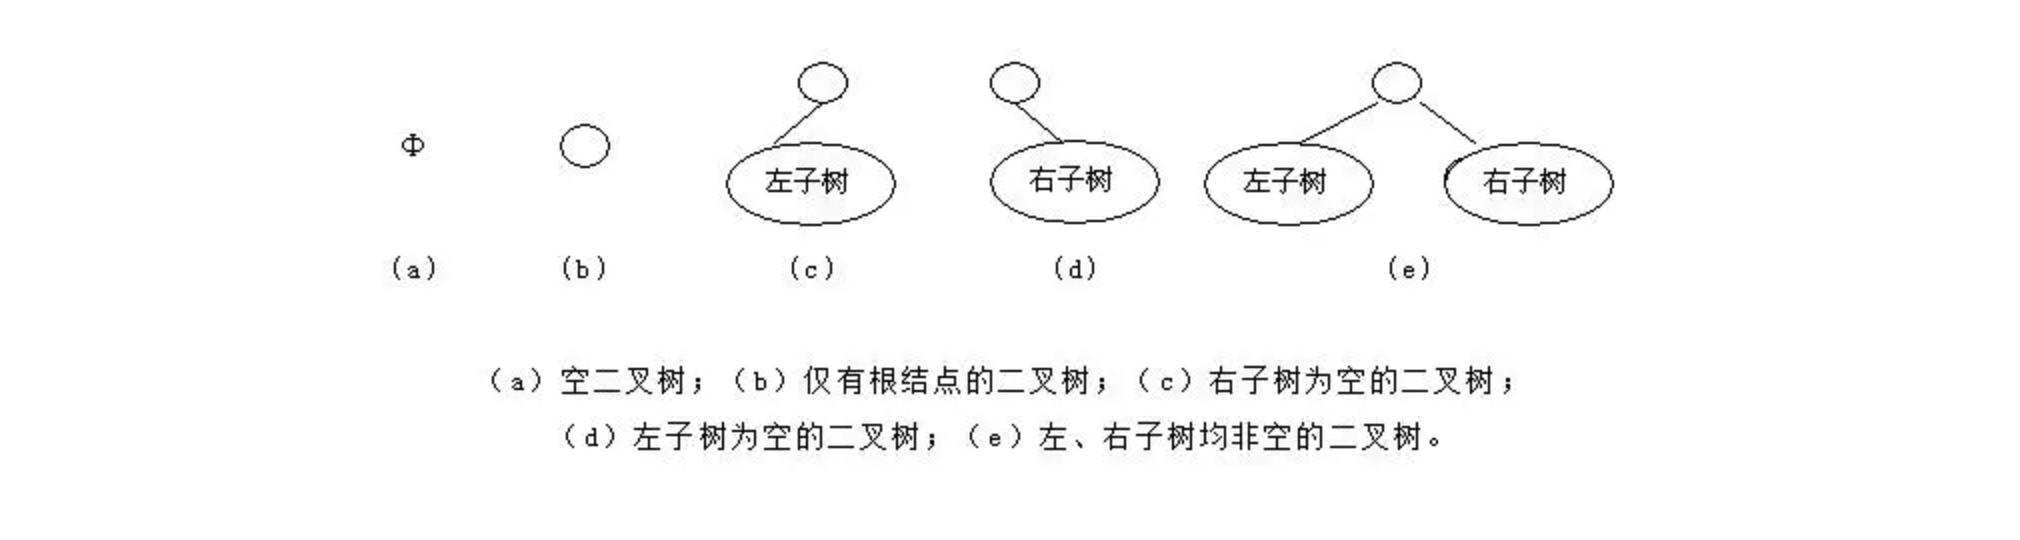 Φ
左子树
右子树
左子树
右子树
(a)
(b)
(c)
(d)
(e)
(a)空二叉树;(b)仅有根结点的二叉树;(c)右子树为空的二叉树;
(d)左子树为空的二叉树;(e)左、右子树均非空的二叉树。